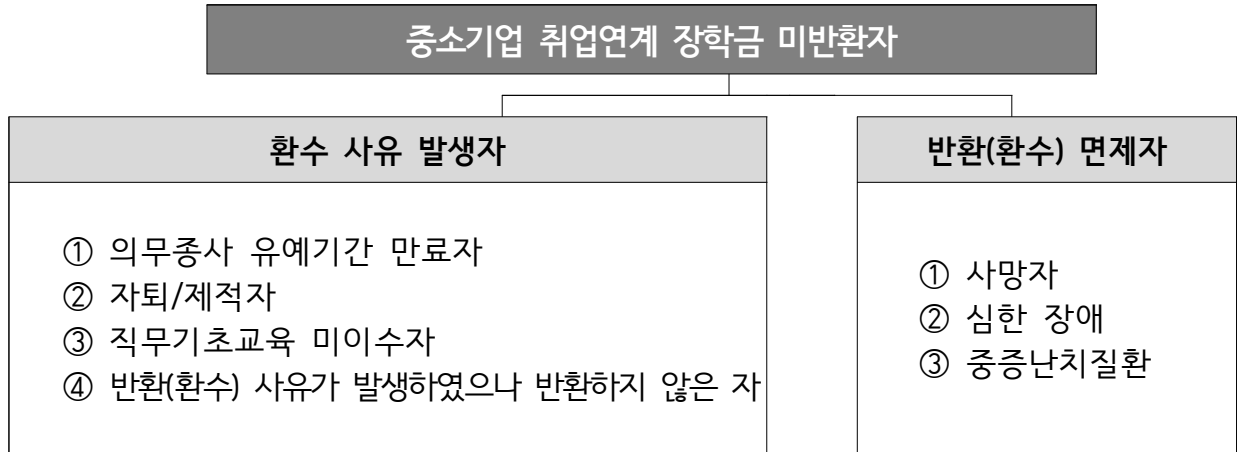 중소기업 취업연계 장학금 미반환자
환수 사유 발생자
① 의무종사 유예기간 만료자
② 자퇴/제적자
③ 직무기초교육 미이수자
④ 반환(환수) 사유가 발생하였으나 반환하지 않은 자
반환(환수) 면제자
① 사망자
② 심한 장애
③ 중증난치질환